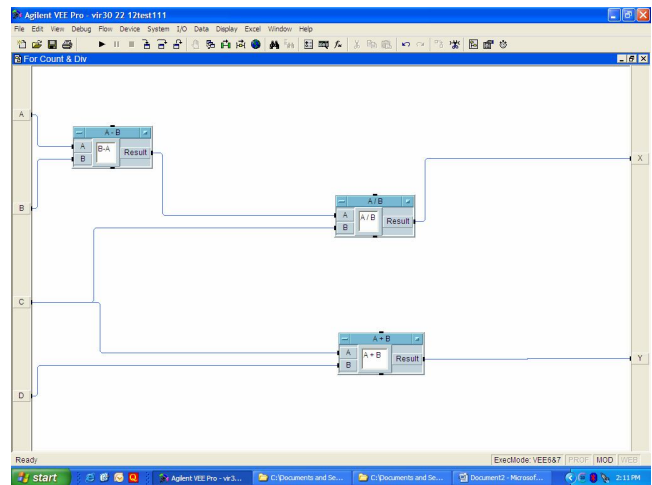 Agilent VEE Pro - vir30 22 12test111
File Edit View Debug Flow Device System I/O Data Display Excel Window Help
For Count & Div
A
A - B
A
B-A
Result
B
X
B
A / B
A
A / B
Result
B
C
A + B
A
A + B
Result
B
Y
D
Ready
ExecMode: VEE6&7 PROF MOD WEB
start
Agilent VEE Pro - vir3...
C:\Documents and Se...
C:\Documents and Se...
Document2 - Microsof...
2:11 PM